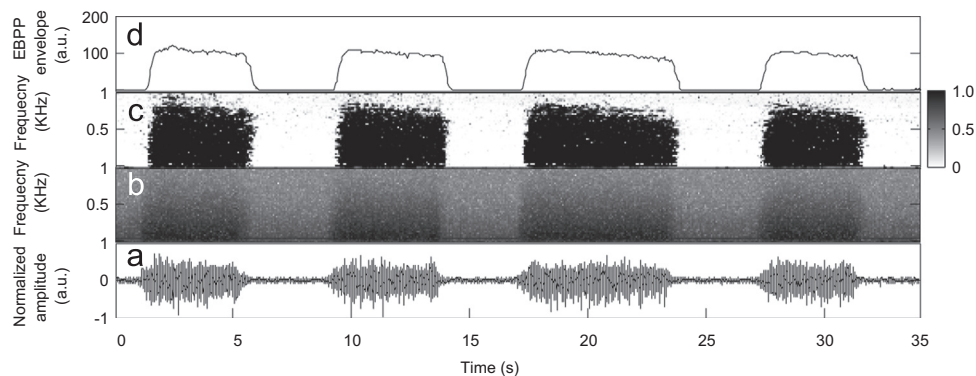 200
100
EBPP
envelope
(a.u.)
d
1
0.5
Frequecny
(KHz)
c
1.0
0.5
0
1
0.5
Frequecny
(KHz)
b
1
0
-1
Normalized
amplitude
(a.u.)
a
0 5 10 15 20 25 30 35
Time (s)